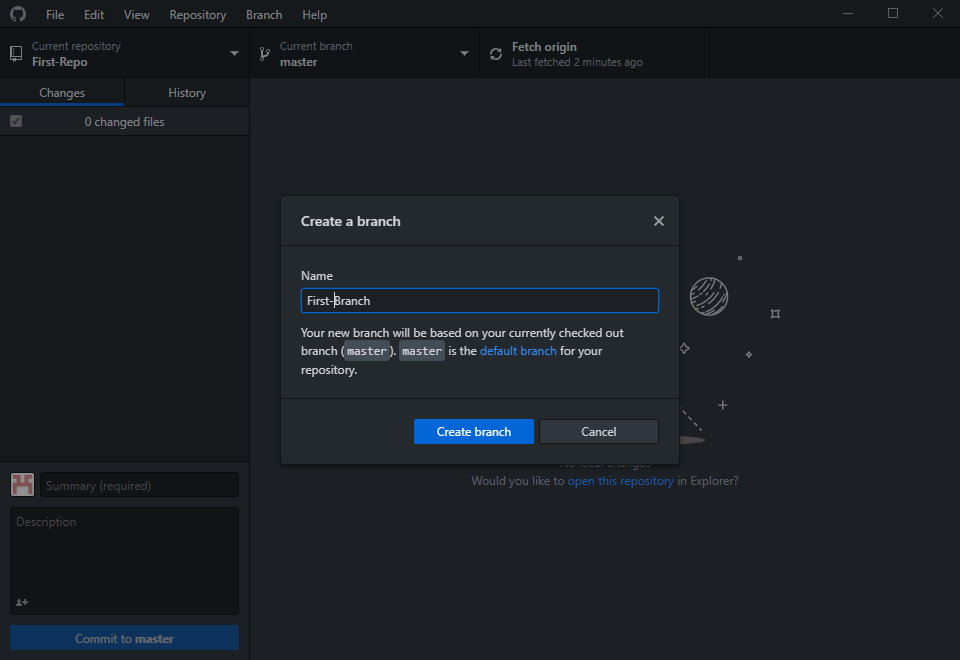 File Edit View Repository Branch Help
Current repository
First-Repo
Current branch
master
Fetch origin
Last fetched 2 minutes ago
Changes History
0 changed files
Create a branch
Name
First-Branch
Your new branch will be based on your currently checked out
branch (master). master is the default branch for your
repository.
Create branch Cancel
No local changes
Would you like to open this repository in Explorer?
Summary (required)
Description
Commit to master